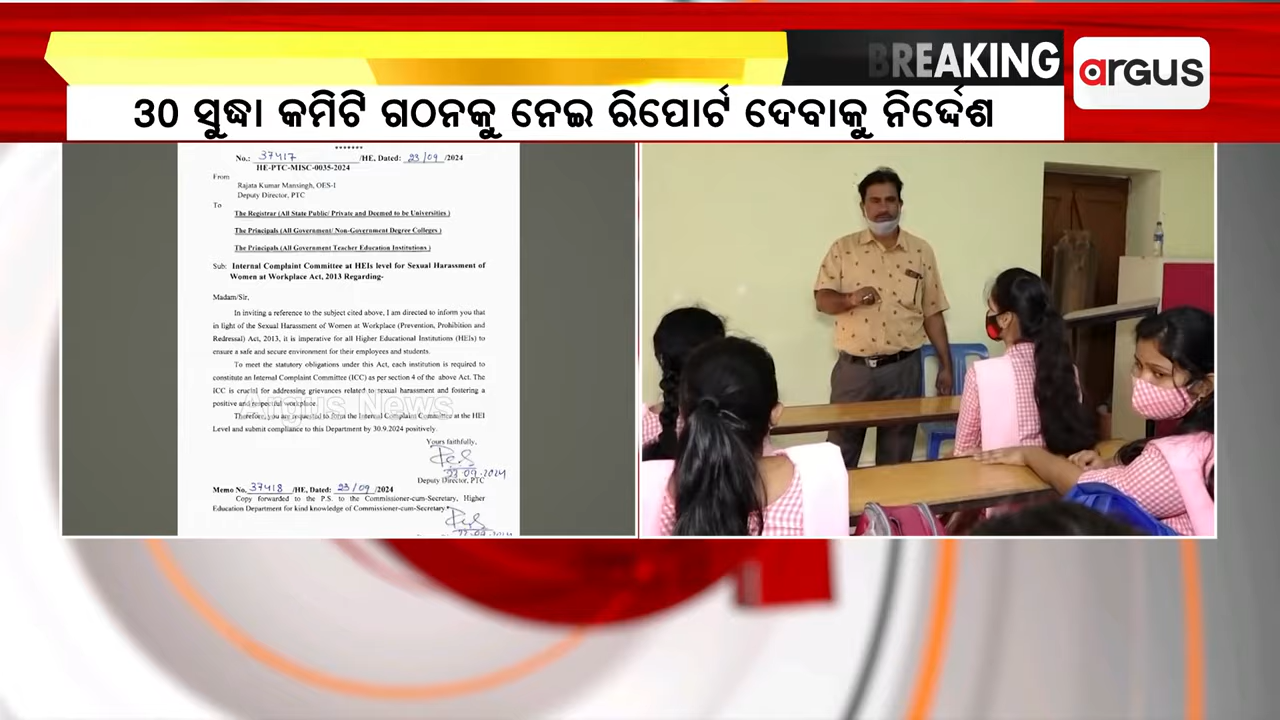 BREAKING
argus
30 ସୁଦ୍ଧା କମିଟି ଗଠନକୁ ନେଇ ରିପୋର୍ଟ ଦେବାକୁ ନିର୍ଦ୍ଦେଶ
*******
No.: 37417 /HE, Dated: 23/09 /2024
HE-PTC-MISC-0035-2024
From
Rajata Kumar Mansingh, OES-I
Deputy Director, PTC
To
The Registrar (All State Public/ Private and Deemed to be Universities )
The Principals (All Government/ Non-Government Degree Colleges )
The Principals (All Government Teacher Education Institutions )
Sub: Internal Complaint Committee at HEIs level for Sexual Harassment of
Women at Workplace Act, 2013 Regarding-
Madam/Sir,
In inviting a reference to the subject cited above, I am directed to inform you that
in fight of the Sexual Harassment of Women at Workplace (Prevention, Prohibition and
Redressal) Act, 2013, it is imperative for all Higher Educational Institutions (HEIs) to
ensure a safe and secure environment for their employees and students.
To meet the statutory obligations under this Act, each institution is required to
constitute an Internal Complaint Committee (ICC) as per section 4 of the above Act. The
ICC is crucial for addressing grievances related to sexual harassment and fostering a
positive and respectful workplace.
Argus News
Therefore, you are requested to form the Internal Complaint Committee at the HEI
Level and submit compliance to this Department by 30.9.2024 positively.
Yours faithfully,
23.09.2024
Deputy Director, PTC
Memo No. 37418 /HE, Dated: 23/09 /2024
Copy forwarded to the P.S. to the Commissioner-cum-Secretary, Higher
Education Department for kind knowledge of Commissioner-cum-Secretary.